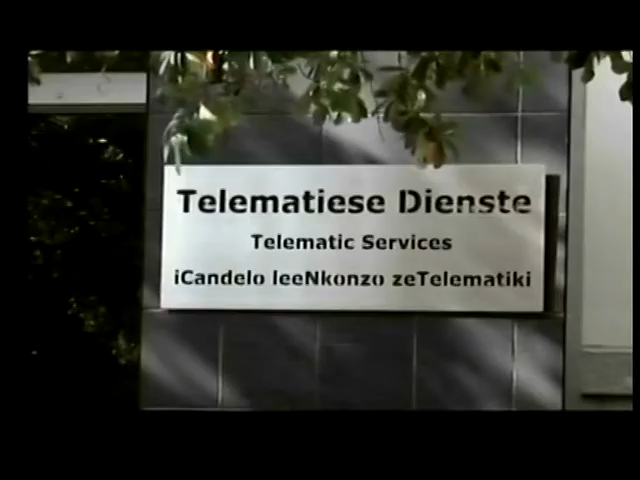 Telematiese Dienste
Telematic Services
iCandelo leeNkonzo zeTelematiki